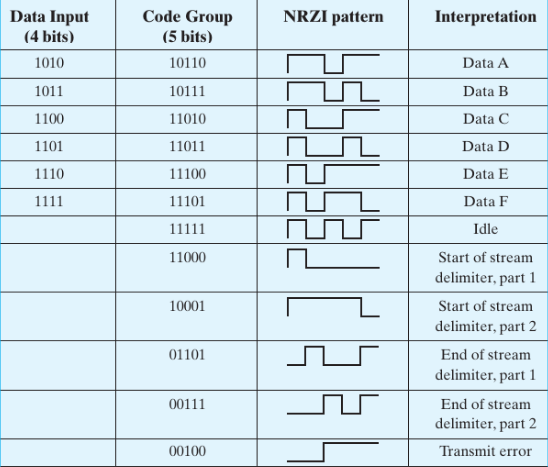 Data Input Code Group NRZI pattern Interpretation
(4 bits) (5 bits)
1010 10110 Data A
1011 10111 Data B
1100 11010 Data C
1101 11011 Data D
1110 11100 Data E
1111 11101 Data F
11111 Idle
11000 Start of stream
delimiter, part 1
10001 Start of stream
delimiter, part 2
01101 End of stream
delimiter, part 1
00111 End of stream
delimiter, part 2
00100 Transmit error